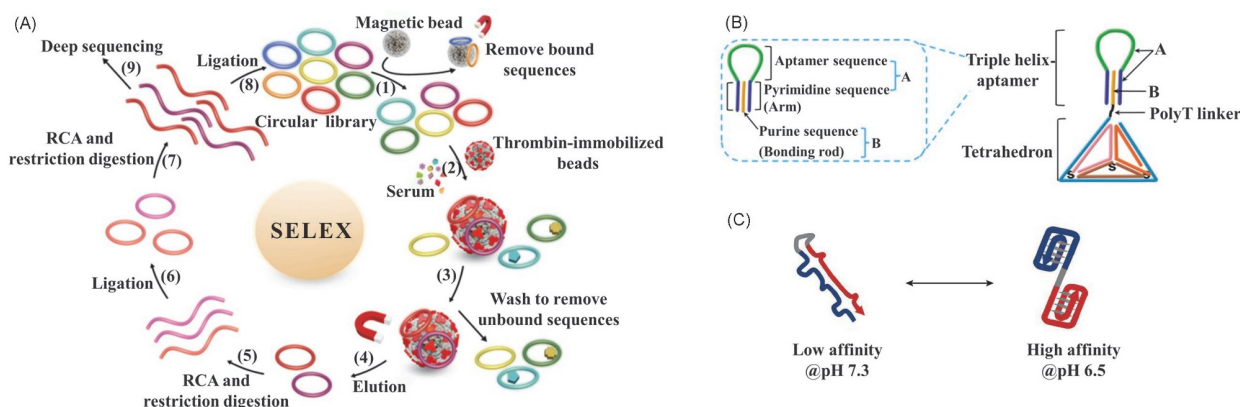 (A)
Magnetic bead
Deep sequencing
(9)
Ligation
(8)
(1)
Remove bound
sequences
Circular library
RCA and
restriction digestion
(7)
Thrombin-immobilized
beads
(2)
Serum
SELEX
(3)
Ligation
(6)
Wash to remove
unbound sequences
(4)
Elution
(5)
RCA and
restriction digestion
(B)
Aptamer sequence
A
Pyrimidine sequence
(Arm)
Purine sequence
(Bonding rod)
B
Triple helix
aptamer
A
B
PolyT linker
Tetrahedron
S
S
S
(C)
Low affinity
@pH 7.3
High affinity
@pH 6.5